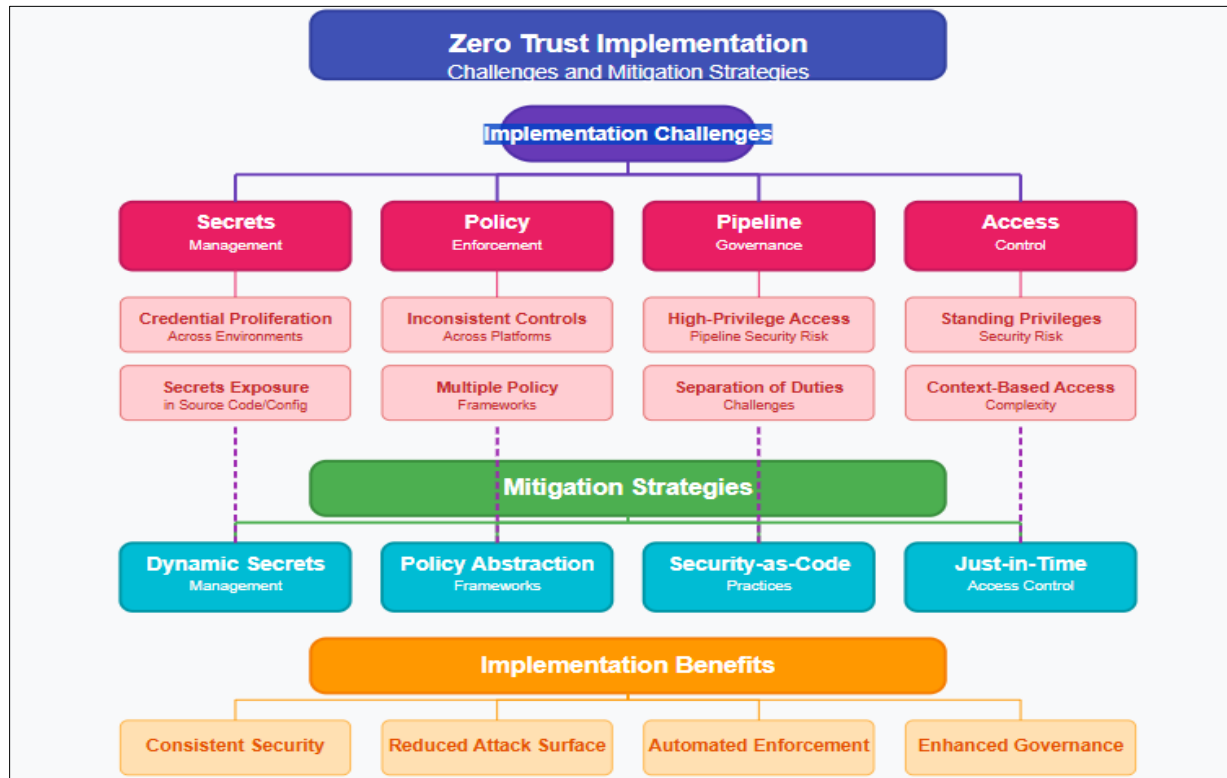 Zero Trust Implementation
Challenges and Mitigation Strategies
Implementation Challenges
Secrets
Management
Policy
Enforcement
Pipeline
Governance
Access
Control
Credential Proliferation
Across Environments
Inconsistent Controls
Across Platforms
High-Privilege Access
Pipeline Security Risk
Standing Privileges
Security Risk
Secrets Exposure
in Source Code/Config
Multiple Policy
Frameworks
Separation of Duties
Challenges
Context-Based Access
Complexity
Mitigation Strategies
Dynamic Secrets
Management
Policy Abstraction
Frameworks
Security-as-Code
Practices
Just-in-Time
Access Control
Implementation Benefits
Consistent Security
Reduced Attack Surface
Automated Enforcement
Enhanced Governance